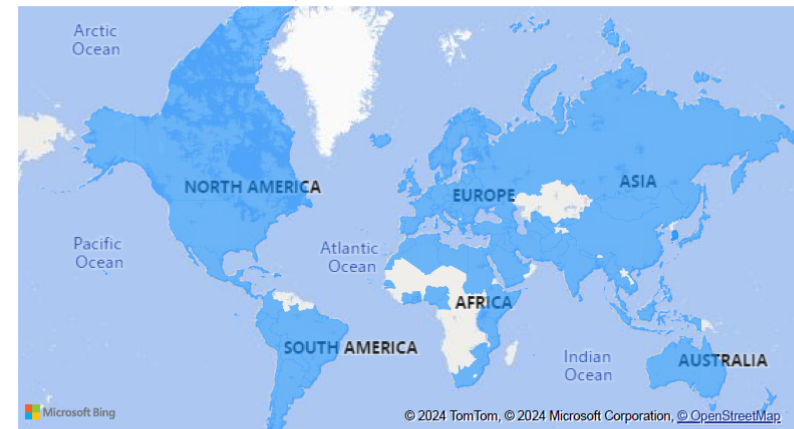 Arctic
Ocean
NORTH AMERICA
EUROPE
ASIA
Pacific
Ocean
Atlantic
Ocean
AFRICA
SOUTH AMERICA
Indian
Ocean
AUSTRALIA
Microsoft Bing
© 2024 TomTom, © 2024 Microsoft Corporation, © OpenStreetMap